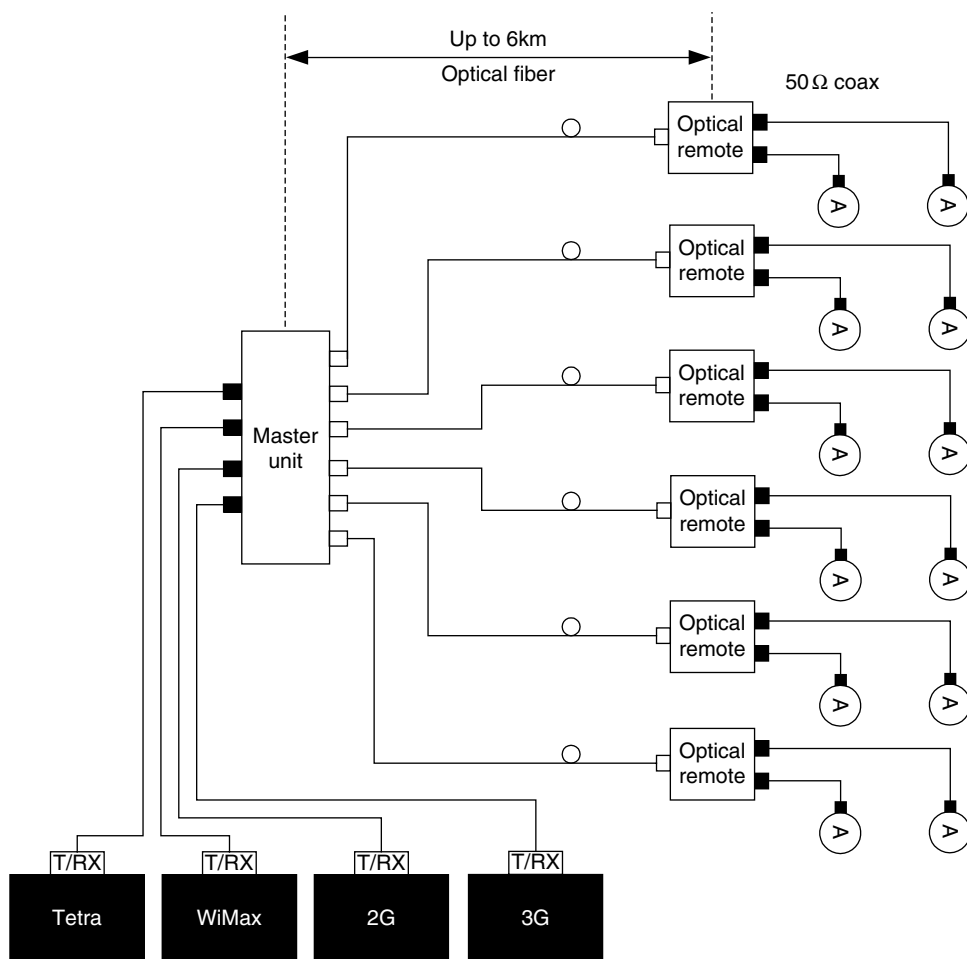 Up to 6km
Optical fiber
50 Ω coax
Optical
remote
A
A
Optical
remote
A
A
Optical
remote
A
A
Master
unit
Optical
remote
A
A
Optical
remote
A
A
Optical
remote
A
A
T/RX
T/RX
T/RX
T/RX
Tetra
WiMax
2G
3G